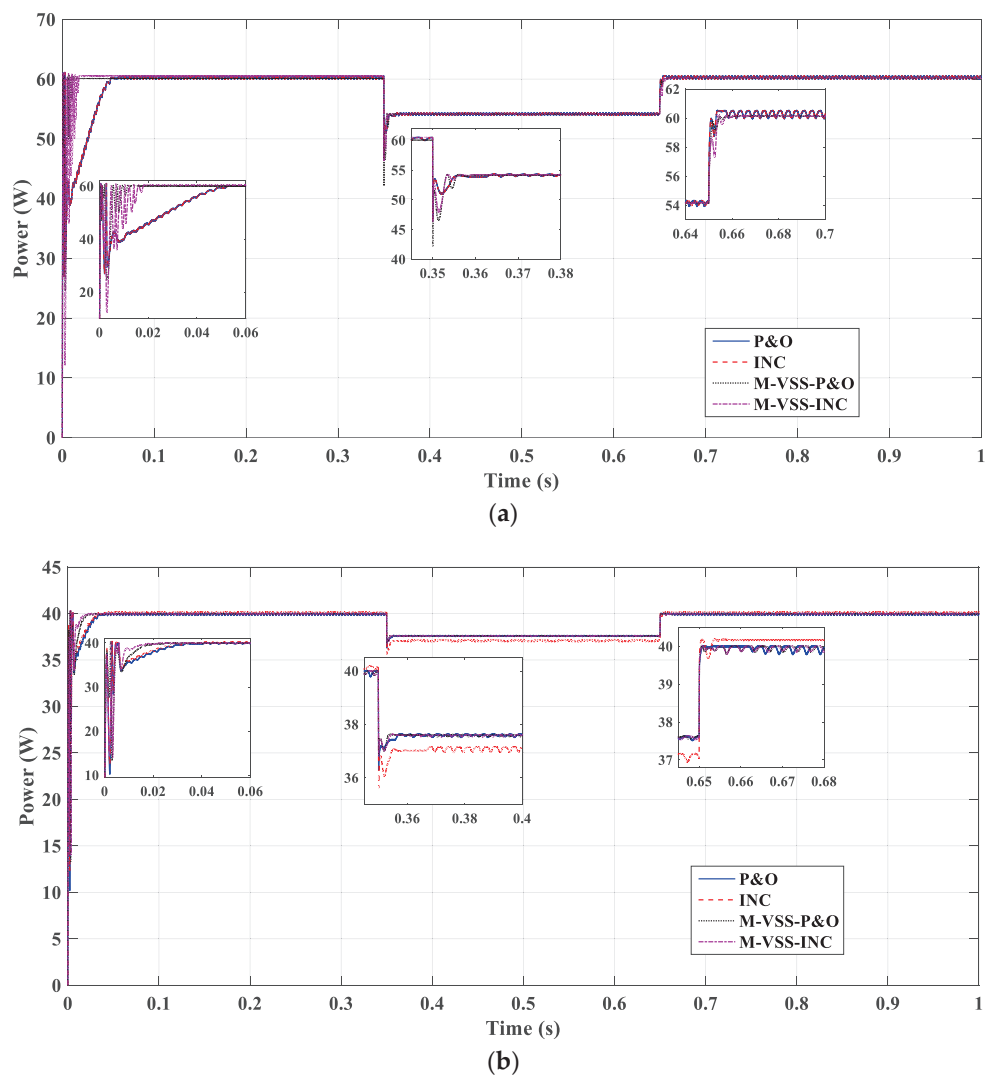 70
60
50
40
30
20
10
0
Power (W)
60
40
20
0 0.02 0.04 0.06
60
55
50
45
40
0.35 0.36 0.37 0.38
62
60
58
56
54
0.64 0.66 0.68 0.7
P&O
INC
M-VSS-P&O
M-VSS-INC
0 0.1 0.2 0.3 0.4 0.5 0.6 0.7 0.8 0.9 1
Time (s)
(a)
45
40
35
30
25
20
15
10
5
0
Power (W)
40
30
20
10
0 0.02 0.04 0.06
40
38
36
0.36 0.38 0.4
40
39
38
37
0.65 0.66 0.67 0.68
P&O
INC
M-VSS-P&O
M-VSS-INC
0 0.1 0.2 0.3 0.4 0.5 0.6 0.7 0.8 0.9 1
Time (s)
(b)